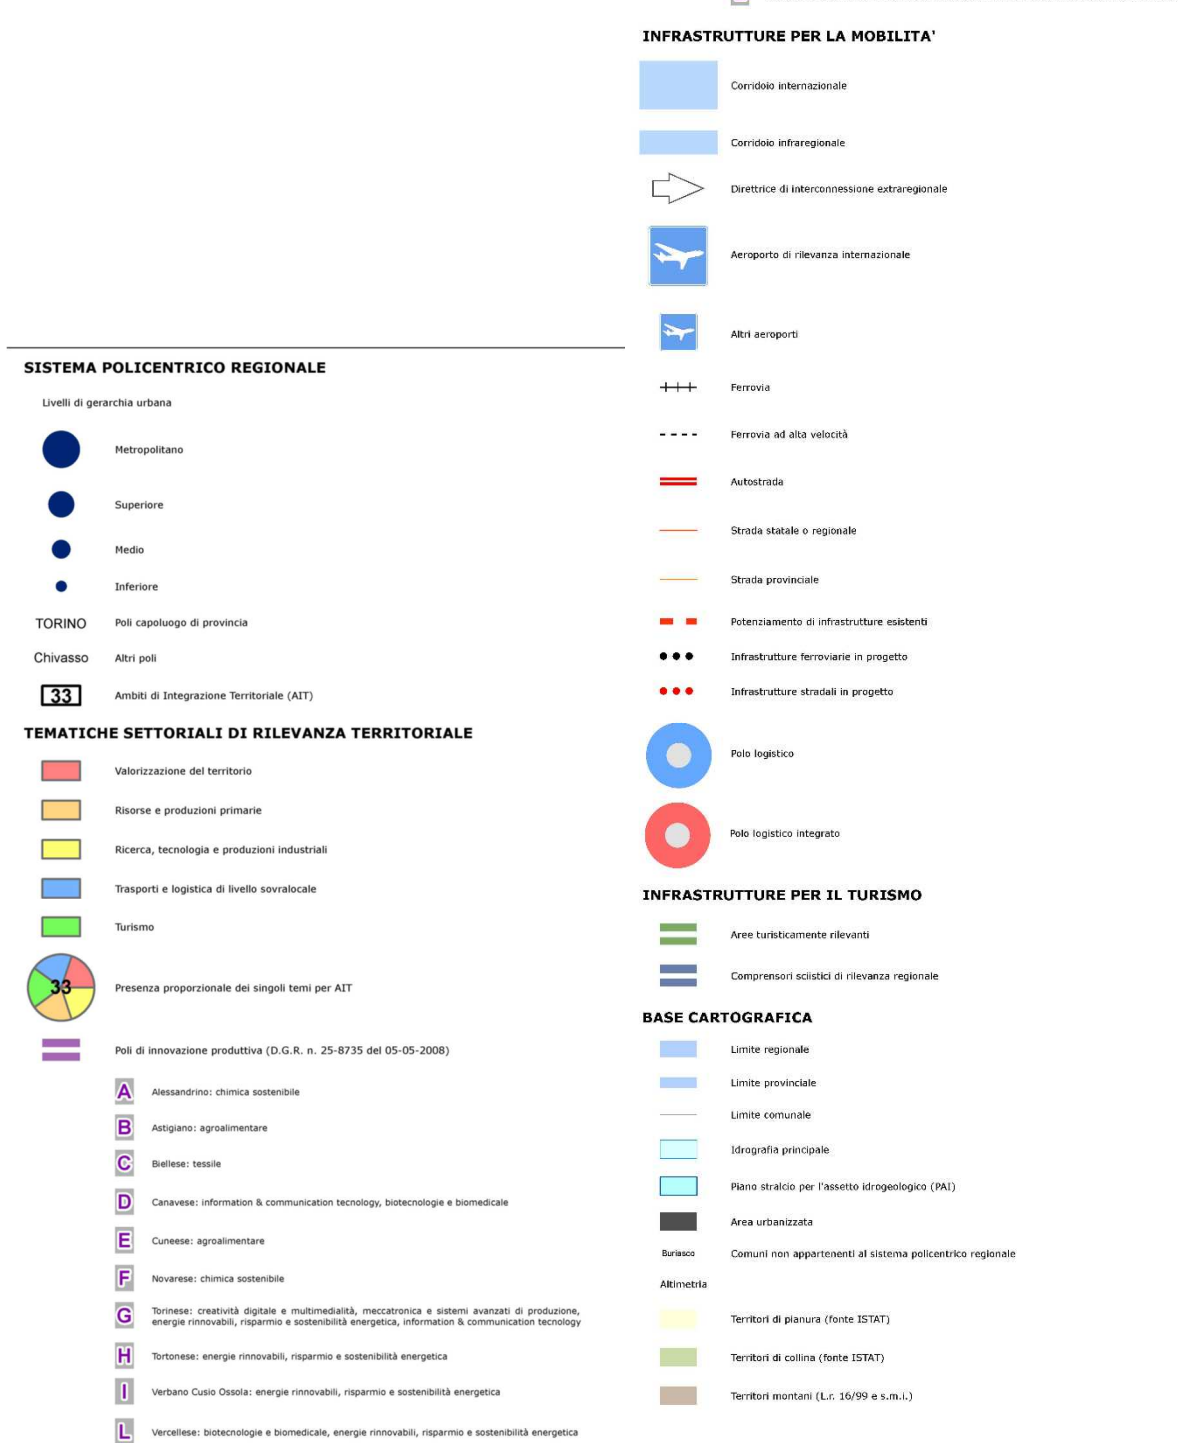 SISTEMA POLICENTRICO REGIONALE
Livelli di gerarchia urbana
Metropolitano
Superiore
Medio
Inferiore
TORINO Poli capoluogo di provincia
Chivasso Altri poli
33 Ambiti di Integrazione Territoriale (AIT)
TEMATICHE SETTORIALI DI RILEVANZA TERRITORIALE
Valorizzazione del territorio
Risorse e produzioni primarie
Ricerca, tecnologia e produzioni industriali
Trasporti e logistica di livello sovralocale
Turismo
33 Presenza proporzionale dei singoli temi per AIT
Poli di innovazione produttiva (D.G.R. n. 25-8735 del 05-05-2008)
A Alessandrino: chimica sostenibile
B Astigiano: agroalimentare
C Biellese: tessile
D Canavese: information & communication tecnology, biotecnologie e biomedicale
E Cuneese: agroalimentare
F Novarese: chimica sostenibile
G Torinese: creatività digitale e multimedialità, meccatronica e sistemi avanzati di produzione,
energie rinnovabili, risparmio e sostenibilità energetica, information & communication tecnology
H Tortonese: energie rinnovabili, risparmio e sostenibilità energetica
I Verbano Cusio Ossola: energie rinnovabili, risparmio e sostenibilità energetica
L Vercellese: biotecnologie e biomedicale, energie rinnovabili, risparmio e sostenibilità energetica
INFRASTRUTTURE PER LA MOBILITA'
Corridoio internazionale
Corridoio infraregionale
Direttrice di interconnessione extraregionale
Aeroporto di rilevanza internazionale
Altri aeroporti
Ferrovia
Ferrovia ad alta velocità
Autostrada
Strada statale o regionale
Strada provinciale
Potenziamento di infrastrutture esistenti
Infrastrutture ferroviarie in progetto
Infrastrutture stradali in progetto
Polo logistico
Polo logistico integrato
INFRASTRUTTURE PER IL TURISMO
Aree turisticamente rilevanti
Comprensori sciistici di rilevanza regionale
BASE CARTOGRAFICA
Limite regionale
Limite provinciale
Limite comunale
Idrografia principale
Piano stralcio per l'assetto idrogeologico (PAI)
Area urbanizzata
Buriasco Comuni non appartenenti al sistema policentrico regionale
Altimetria
Territori di pianura (fonte ISTAT)
Territori di collina (fonte ISTAT)
Territori montani (L.r. 16/99 e s.m.i.)